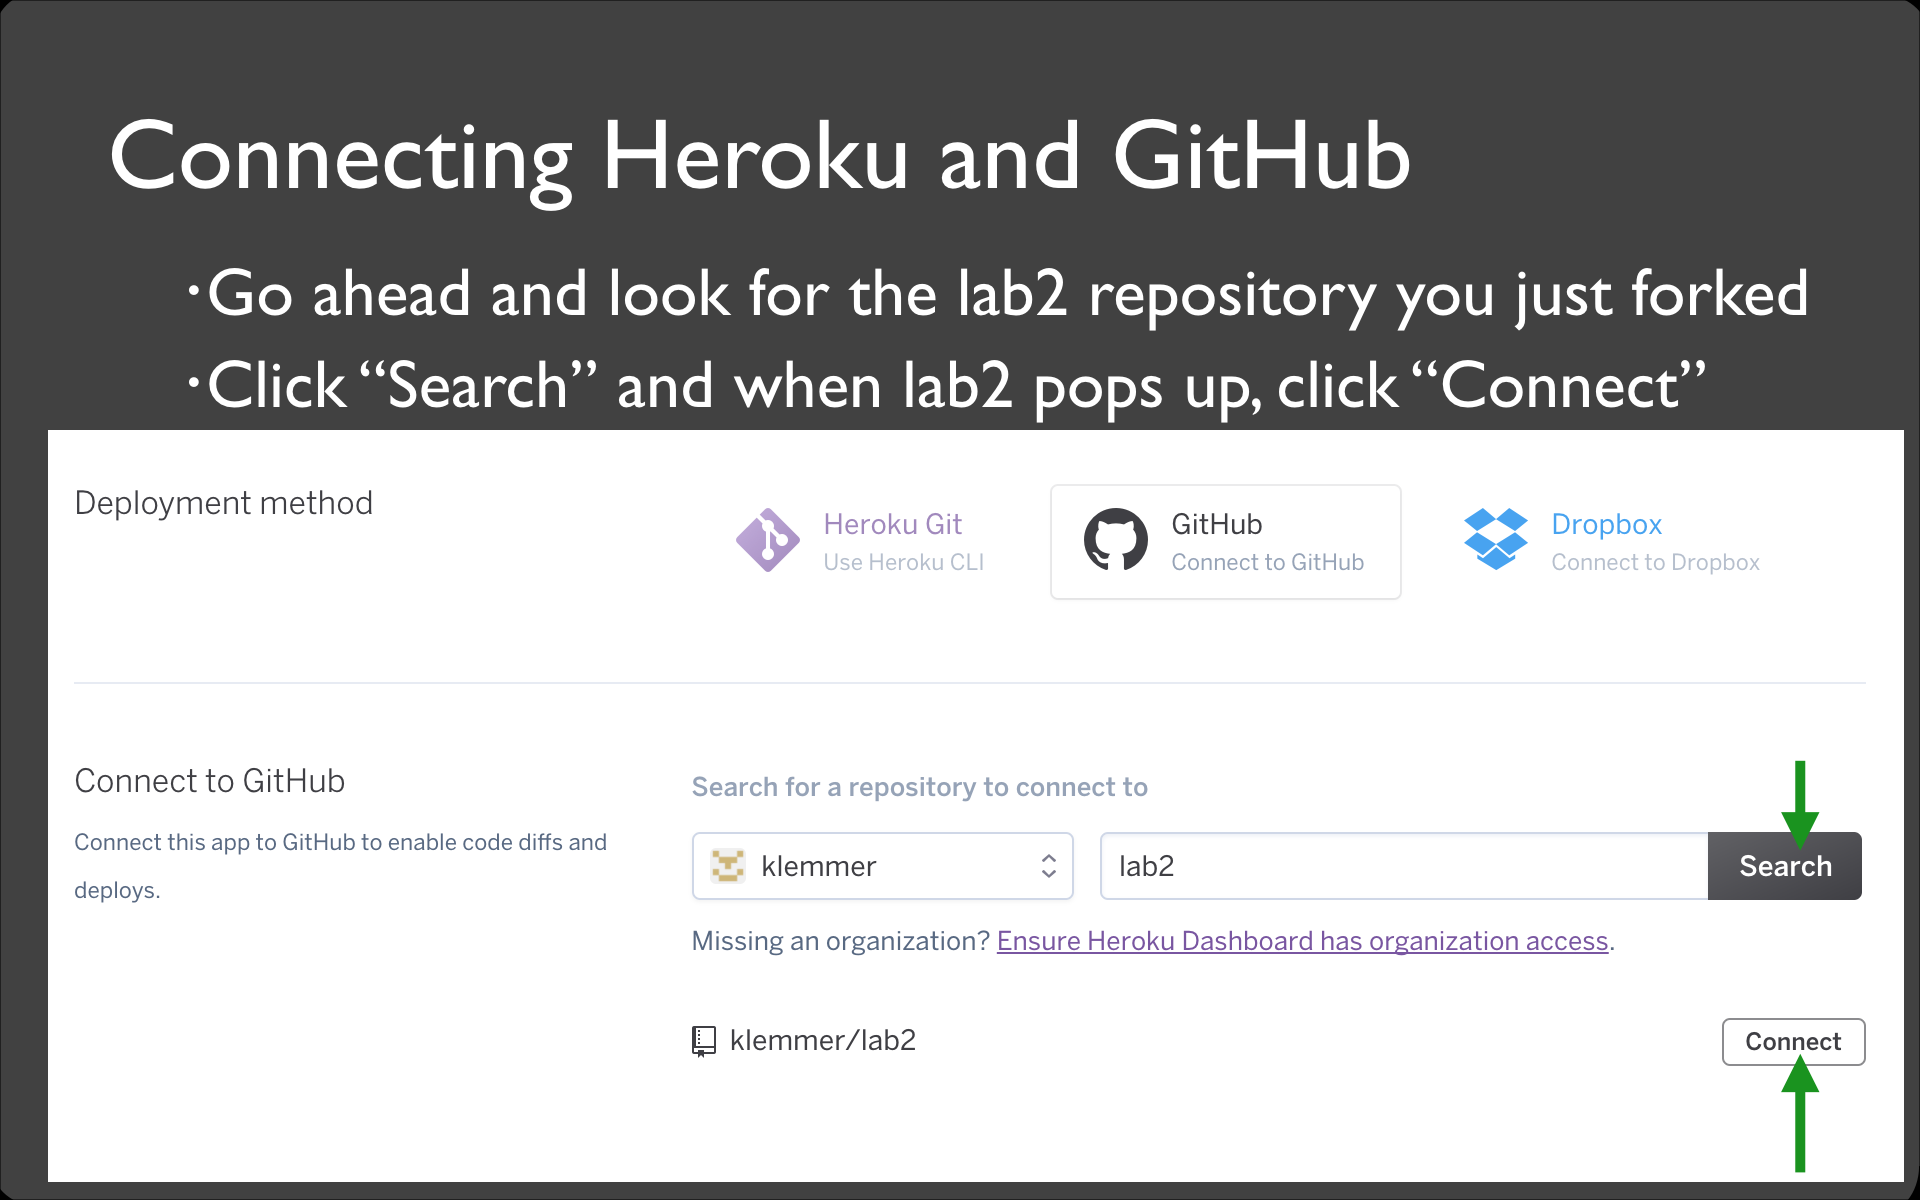 Connecting Heroku and GitHub
·Go ahead and look for the lab2 repository you just forked
·Click “Search” and when lab2 pops up, click “Connect”
Deployment method
Heroku Git
Use Heroku CLI
GitHub
Connect to GitHub
Dropbox
Connect to Dropbox
Connect to GitHub
Connect this app to GitHub to enable code diffs and
deploys.
Search for a repository to connect to
klemmer
lab2
Search
Missing an organization? Ensure Heroku Dashboard has organization access.
klemmer/lab2
Connect